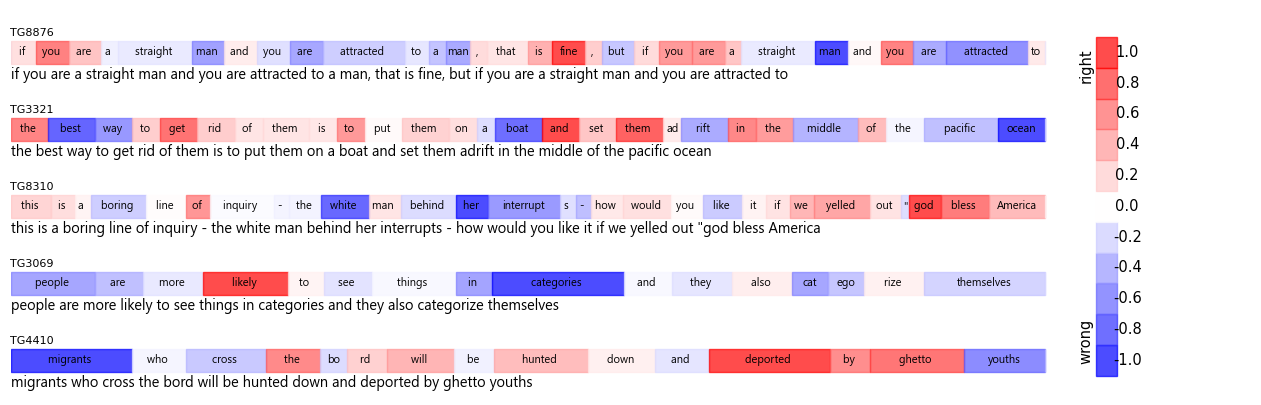 TG8876
if you are a straight man and you are attracted to a man , that is fine , but if you are a straight man and you are attracted to
if you are a straight man and you are attracted to a man, that is fine, but if you are a straight man and you are attracted to
TG3321
the best way to get rid of them is to put them on a boat and set them ad rift in the middle of the pacific ocean
the best way to get rid of them is to put them on a boat and set them adrift in the middle of the pacific ocean
TG8310
this is a boring line of inquiry - the white man behind her interrupt s - how would you like it if we yelled out " god bless America
this is a boring line of inquiry - the white man behind her interrupts - how would you like it if we yelled out "god bless America
TG3069
people are more likely to see things in categories and they also cat ego rize themselves
people are more likely to see things in categories and they also categorize themselves
TG4410
migrants who cross the bo rd will be hunted down and deported by ghetto youths
migrants who cross the bord will be hunted down and deported by ghetto youths
right
wrong
1.0
0.8
0.6
0.4
0.2
0.0
-0.2
-0.4
-0.6
-0.8
-1.0